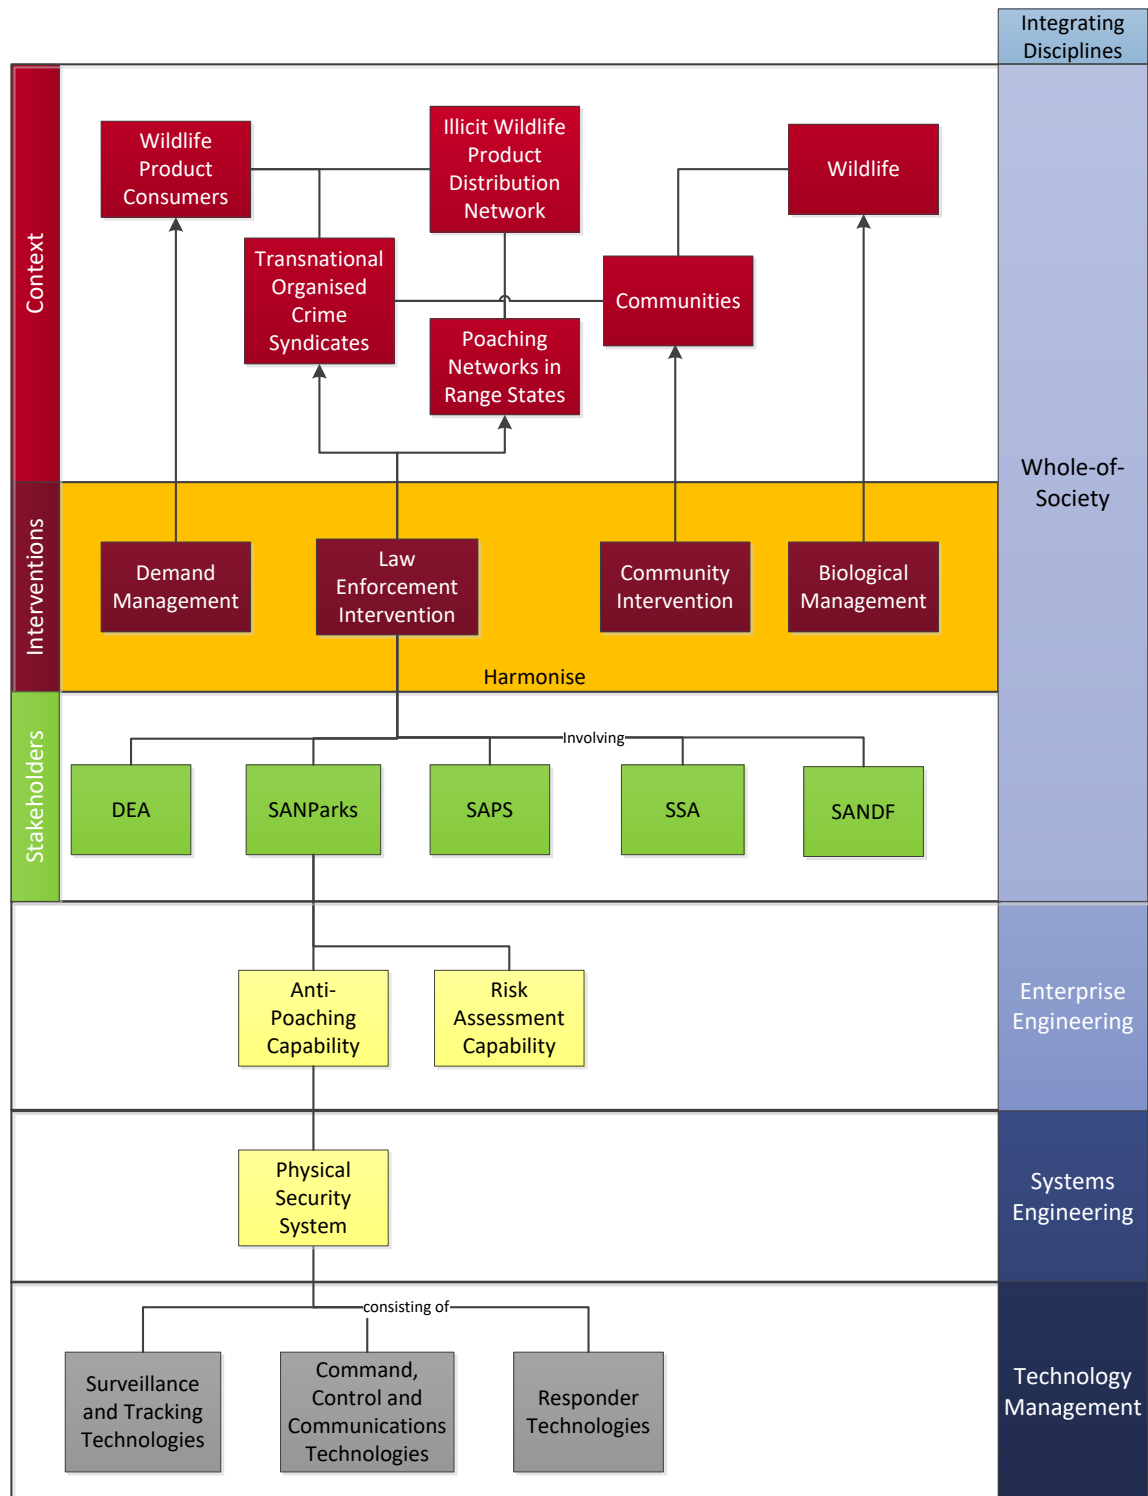 Integrating
Disciplines
Context
Wildlife
Product
Consumers
Illicit Wildlife
Product
Distribution
Network
Wildlife
Transnational
Organised
Crime
Syndicates
Communities
Poaching
Networks in
Range States
Whole-of-
Society
Interventions
Demand
Management
Law
Enforcement
Intervention
Community
Intervention
Biological
Management
Harmonise
Stakeholders
Involving
DEA
SANParks
SAPS
SSA
SANDF
Anti-
Poaching
Capability
Risk
Assessment
Capability
Enterprise
Engineering
Physical
Security
System
Systems
Engineering
consisting of
Surveillance
and Tracking
Technologies
Command,
Control and
Communications
Technologies
Responder
Technologies
Technology
Management